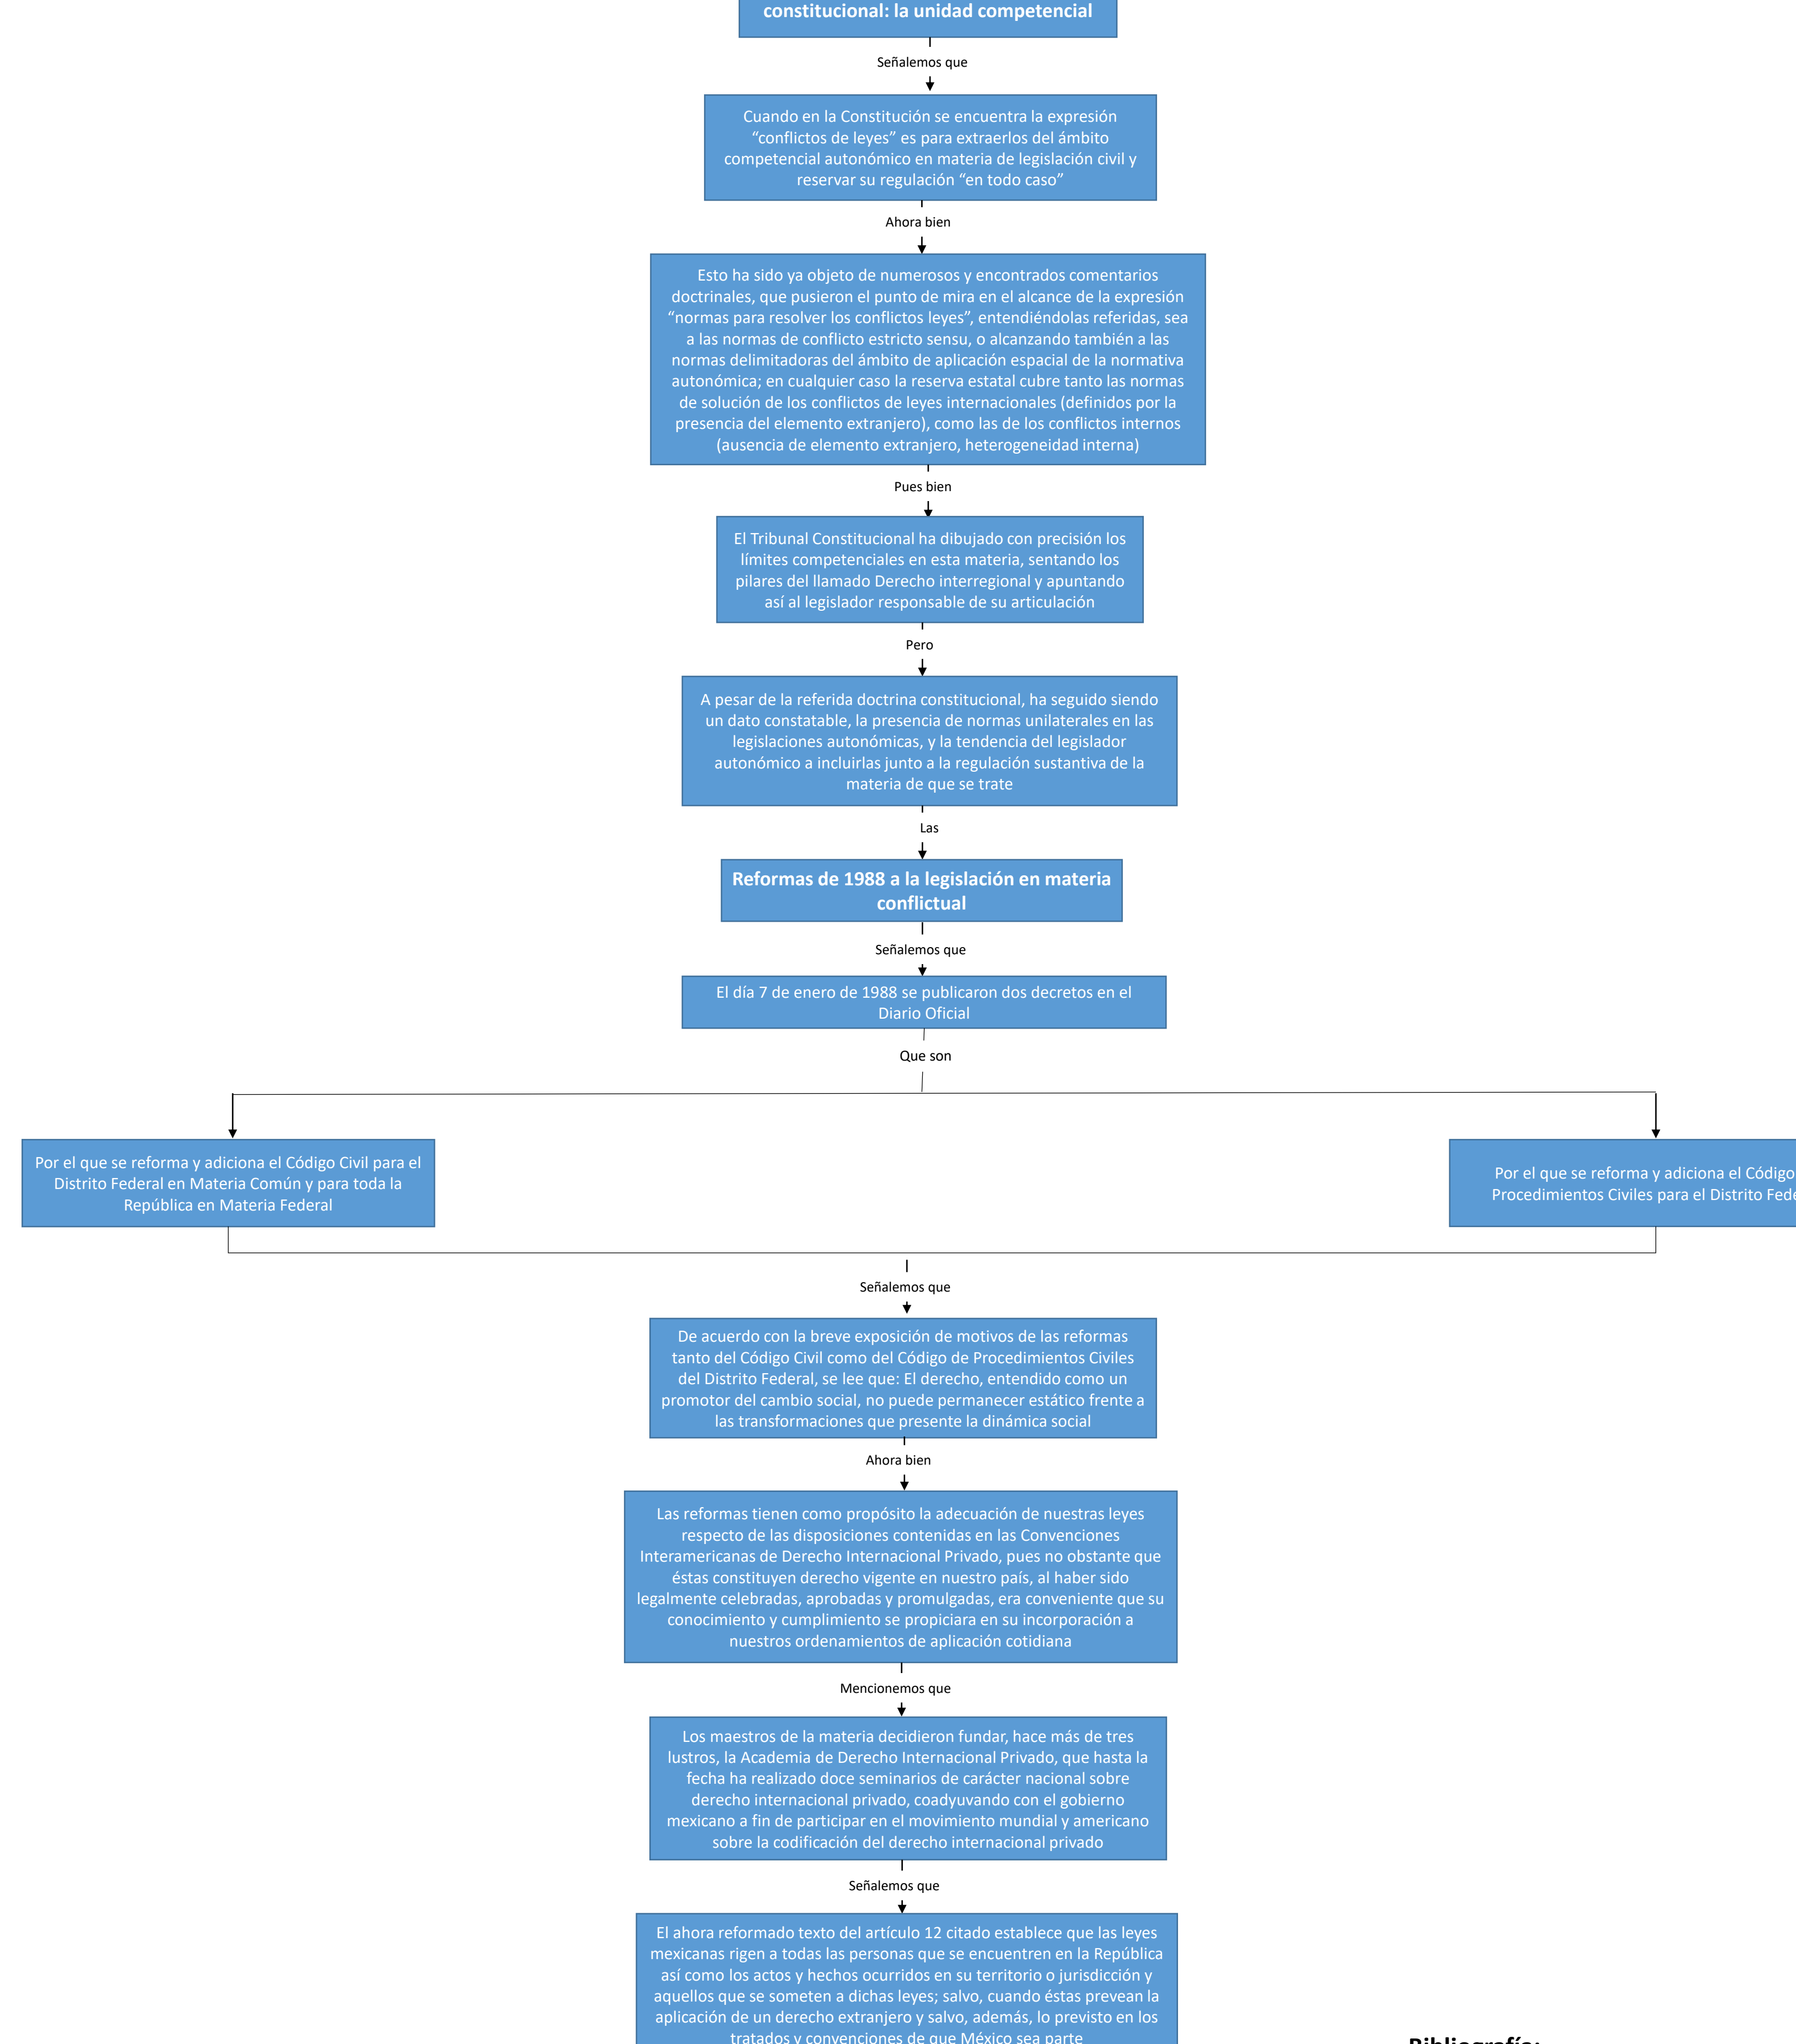 constitucional: la unidad competencial
Señalemos que
Cuando en la Constitución se encuentra la expresión
“conflictos de leyes” es para extraerlos del ámbito
competencial autonómico en materia de legislación civil y
reservar su regulación “en todo caso”
Ahora bien
Esto ha sido ya objeto de numerosos y encontrados comentarios
doctrinales, que pusieron el punto de mira en el alcance de la expresión
“normas para resolver los conflictos leyes”, entendiéndolas referidas, sea
a las normas de conflicto estricto sensu, o alcanzando también a las
normas delimitadoras del ámbito de aplicación espacial de la normativa
autonómica; en cualquier caso la reserva estatal cubre tanto las normas
de solución de los conflictos de leyes internacionales (definidos por la
presencia del elemento extranjero), como las de los conflictos internos
(ausencia de elemento extranjero, heterogeneidad interna)
Pues bien
El Tribunal Constitucional ha dibujado con precisión los
límites competenciales en esta materia, sentando los
pilares del llamado Derecho interregional y apuntando
así al legislador responsable de su articulación
Pero
A pesar de la referida doctrina constitucional, ha seguido siendo
un dato constatable, la presencia de normas unilaterales en las
legislaciones autonómicas, y la tendencia del legislador
autonómico a incluirlas junto a la regulación sustantiva de la
materia de que se trate
Las
Reformas de 1988 a la legislación en materia
conflictual
Señalemos que
El día 7 de enero de 1988 se publicaron dos decretos en el
Diario Oficial
Que son
Por el que se reforma y adiciona el Código Civil para el
Distrito Federal en Materia Común y para toda la
República en Materia Federal
Por el que se reforma y adiciona el Código
Procedimientos Civiles para el Distrito Fede
Señalemos que
De acuerdo con la breve exposición de motivos de las reformas
tanto del Código Civil como del Código de Procedimientos Civiles
del Distrito Federal, se lee que: El derecho, entendido como un
promotor del cambio social, no puede permanecer estático frente a
las transformaciones que presente la dinámica social
Ahora bien
Las reformas tienen como propósito la adecuación de nuestras leyes
respecto de las disposiciones contenidas en las Convenciones
Interamericanas de Derecho Internacional Privado, pues no obstante que
éstas constituyen derecho vigente en nuestro país, al haber sido
legalmente celebradas, aprobadas y promulgadas, era conveniente que su
conocimiento y cumplimiento se propiciara en su incorporación a
nuestros ordenamientos de aplicación cotidiana
Mencionemos que
Los maestros de la materia decidieron fundar, hace más de tres
lustros, la Academia de Derecho Internacional Privado, que hasta la
fecha ha realizado doce seminarios de carácter nacional sobre
derecho internacional privado, coadyuvando con el gobierno
mexicano a fin de participar en el movimiento mundial y americano
sobre la codificación del derecho internacional privado
Señalemos que
El ahora reformado texto del artículo 12 citado establece que las leyes
mexicanas rigen a todas las personas que se encuentren en la República
así como los actos y hechos ocurridos en su territorio o jurisdicción y
aquellos que se someten a dichas leyes; salvo, cuando éstas prevean la
aplicación de un derecho extranjero y salvo, además, lo previsto en los
tratados y convenciones de que México sea parte
Bibliografía: